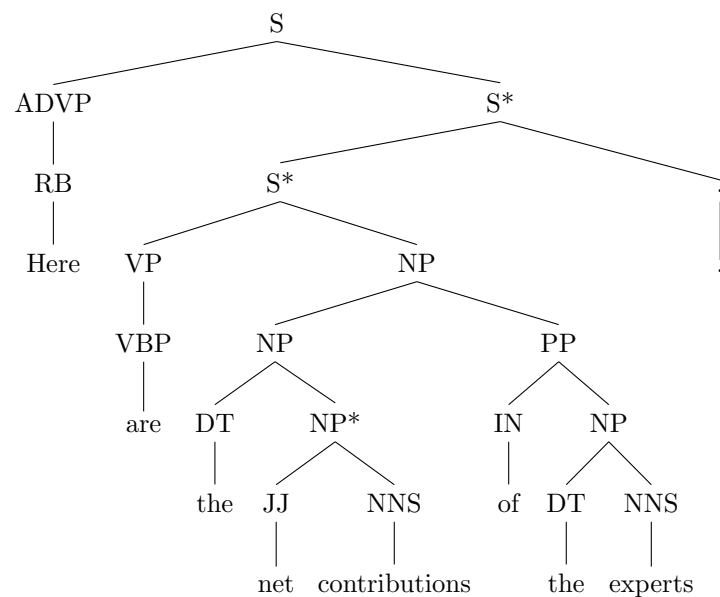 S
ADVP S*
RB S* .
Here VP NP .
VBP NP PP
are DT NP* IN NP
the JJ NNS of DT NNS
net contributions the experts